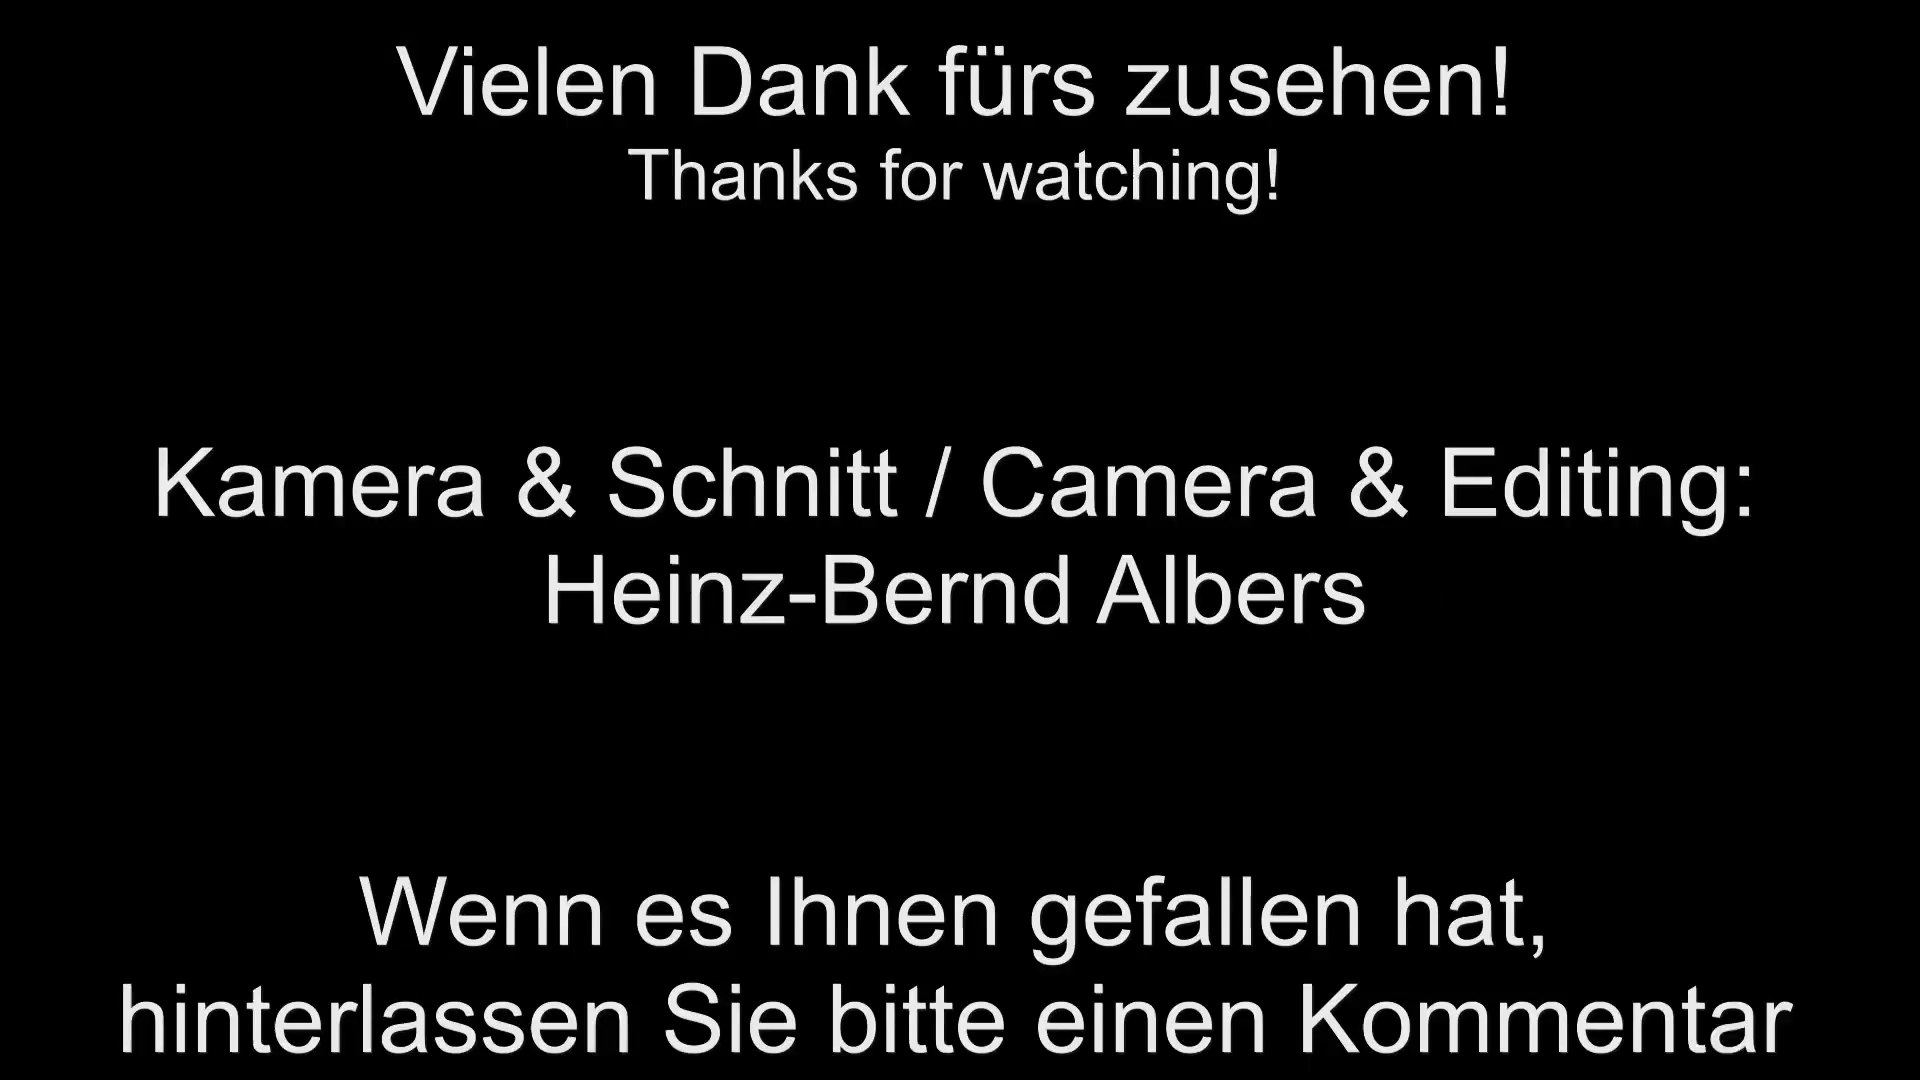 Vielen Dank fürs zusehen!
Thanks for watching!
Kamera & Schnitt / Camera & Editing:
Heinz-Bernd Albers
Wenn es Ihnen gefallen hat,
hinterlassen Sie bitte einen Kommentar